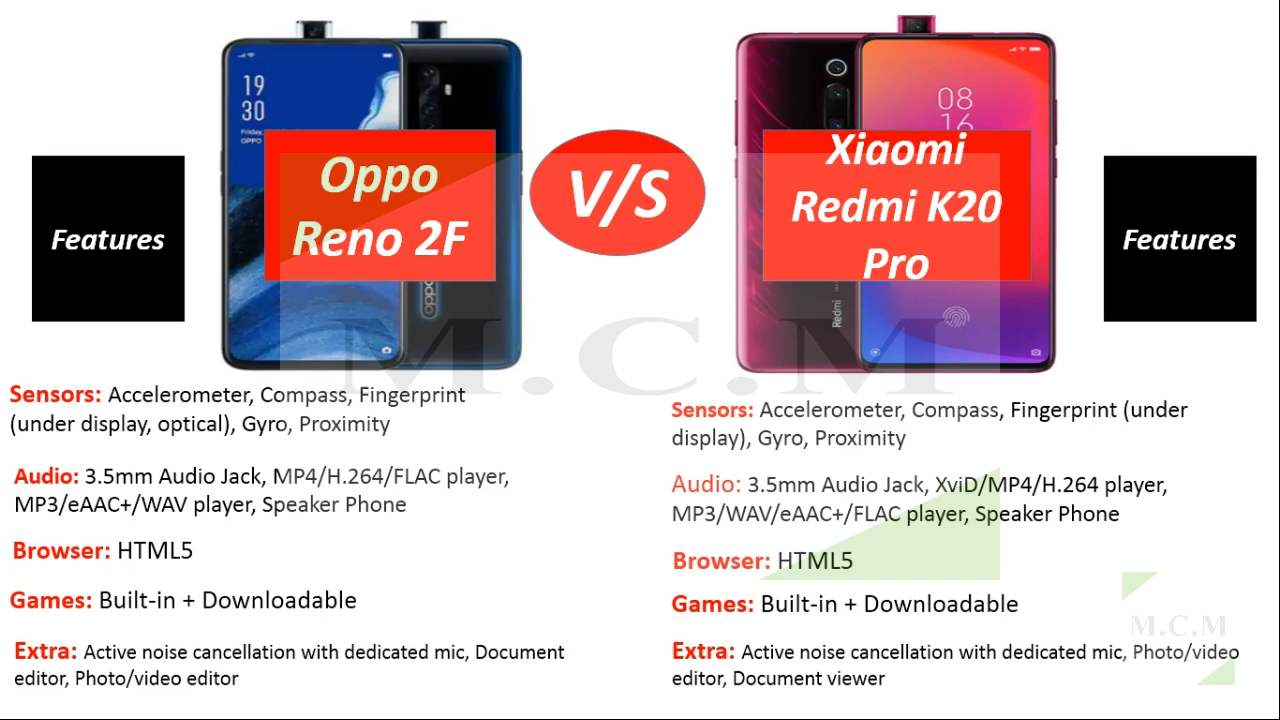 19
30
Friday,
OPPO
08
16
Oppo
Reno 2F
V/S
Xiaomi
Redmi K20
Pro
Features
Features
oppo
Redmi
M.C.M
Sensors: Accelerometer, Compass, Fingerprint
(under display, optical), Gyro, Proximity
Audio: 3.5mm Audio Jack, MP4/H.264/FLAC player,
MP3/eAAC+/WAV player, Speaker Phone
Browser: HTML5
Games: Built-in + Downloadable
Extra: Active noise cancellation with dedicated mic, Document
editor, Photo/video editor
Sensors: Accelerometer, Compass, Fingerprint (under
display), Gyro, Proximity
Audio: 3.5mm Audio Jack, XviD/MP4/H.264 player,
MP3/WAV/eAAC+/FLAC player, Speaker Phone
Browser: HTML5
Games: Built-in + Downloadable
Extra: Active noise cancellation with dedicated mic, Photo/video
editor, Document viewer
M.C.M